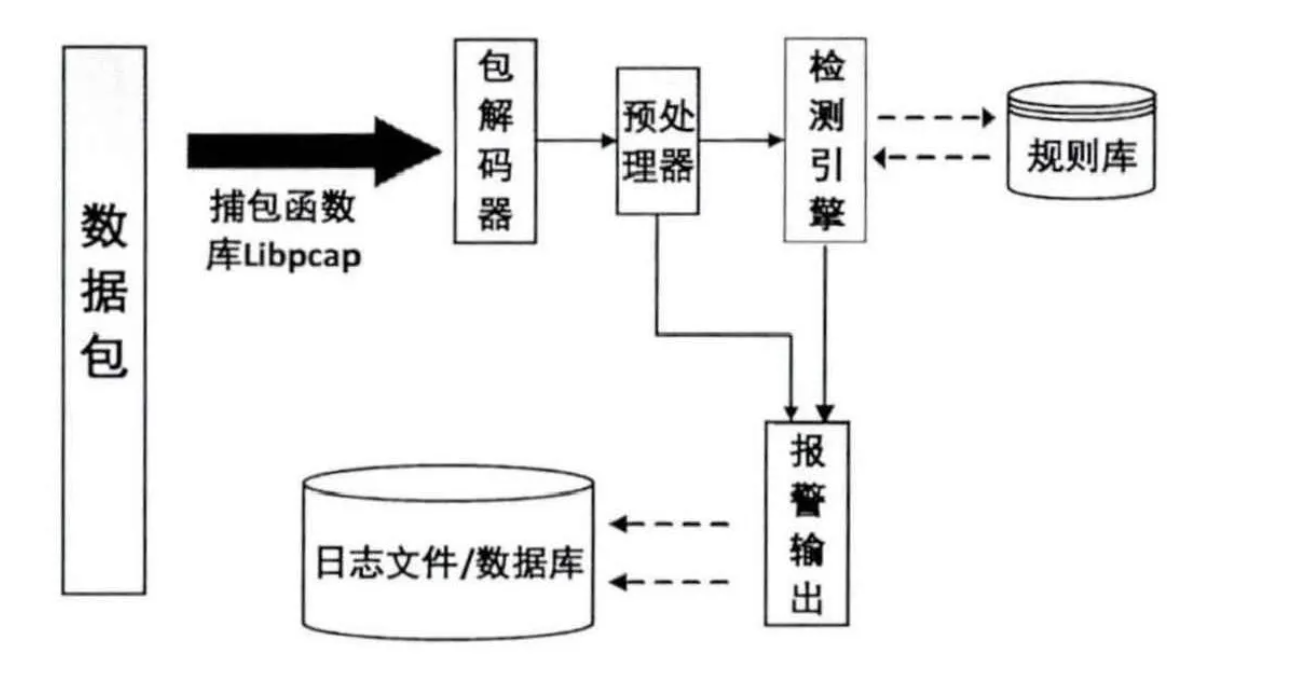 数
据
包
捕包函数
库Libpcap
包
解
码
器
预处
理器
检
测
引
擎
规则库
报
警
输
出
日志文件/数据库